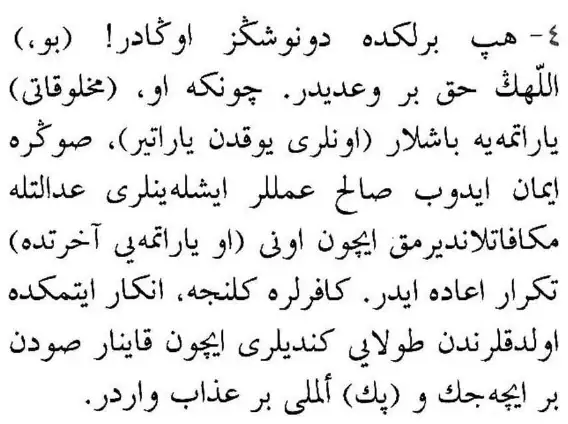 ٤- هپ برلكده دونوشڭز اوڭادر! (بو،)
اللّٰهڭ حق بر وعديدر. چونكه او، (مخلوقاتى)
ياراتمه‌يه باشلار (اونلرى يوقدن ياراتير)، صوڭره
ايمان ايدوب صالح عمللر ايشله‌ينلرى عدالتله
مكافاتلانديرمق ايچون اونى (او ياراتمه‌يى آخرتده)
تكرار اعاده ايدر. كافرلره كلنجه، انكار ايتمكده
اولدقلرندن طولايى كنديلرى ايچون قاينار صودن
بر ايچه‌جك و (پك) ألملى بر عذاب واردر.